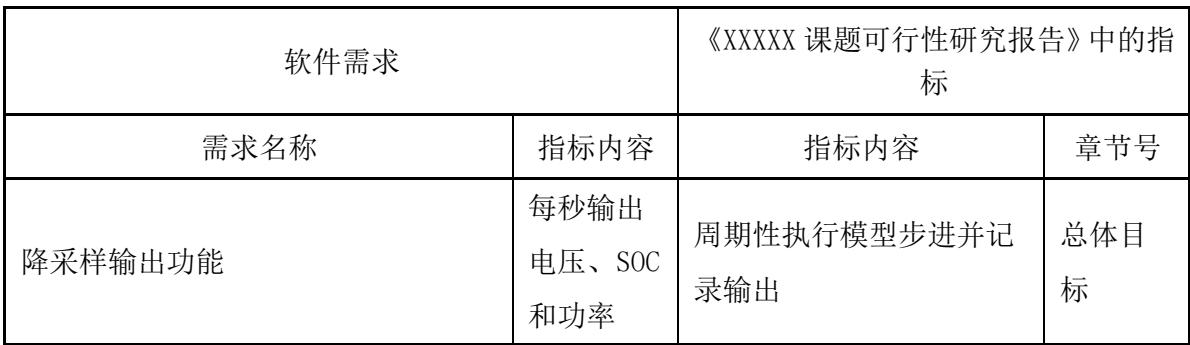 软件需求
《XXXXX 课题可行性研究报告》中的指
标
需求名称
指标内容
指标内容
章节号
降采样输出功能
每秒输出
电压、SOC
和功率
周期性执行模型步进并记
录输出
总体目
标